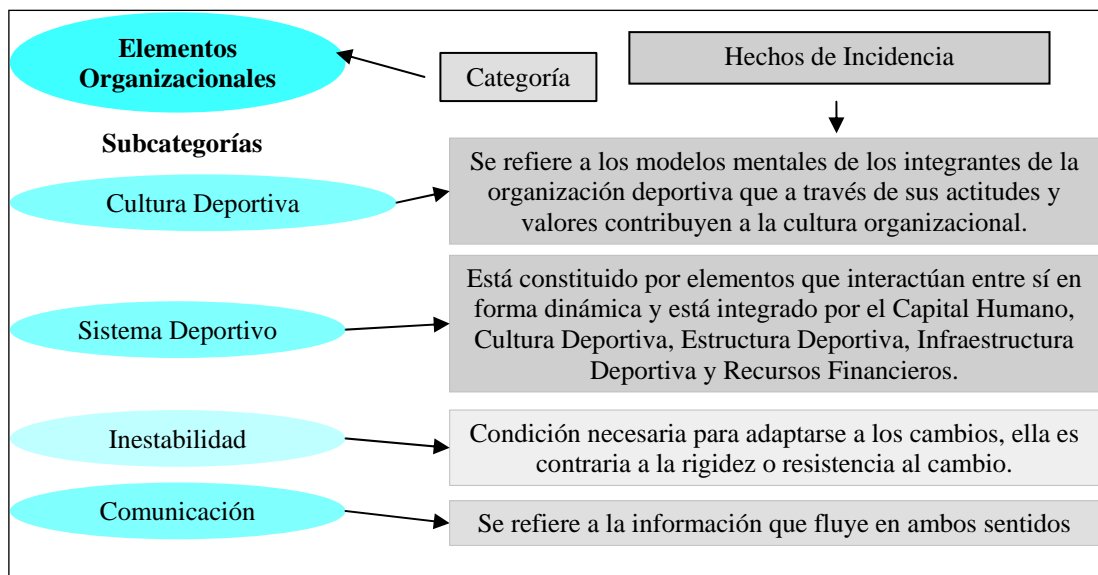 Elementos
Organizacionales
Categoría
Hechos de Incidencia
Subcategorías
Cultura Deportiva
Se refiere a los modelos mentales de los integrantes de la
organización deportiva que a través de sus actitudes y
valores contribuyen a la cultura organizacional.
Sistema Deportivo
Está constituido por elementos que interactúan entre sí en
forma dinámica y está integrado por el Capital Humano,
Cultura Deportiva, Estructura Deportiva, Infraestructura
Deportiva y Recursos Financieros.
Inestabilidad
Condición necesaria para adaptarse a los cambios, ella es
contraria a la rigidez o resistencia al cambio.
Comunicación
Se refiere a la información que fluye en ambos sentidos